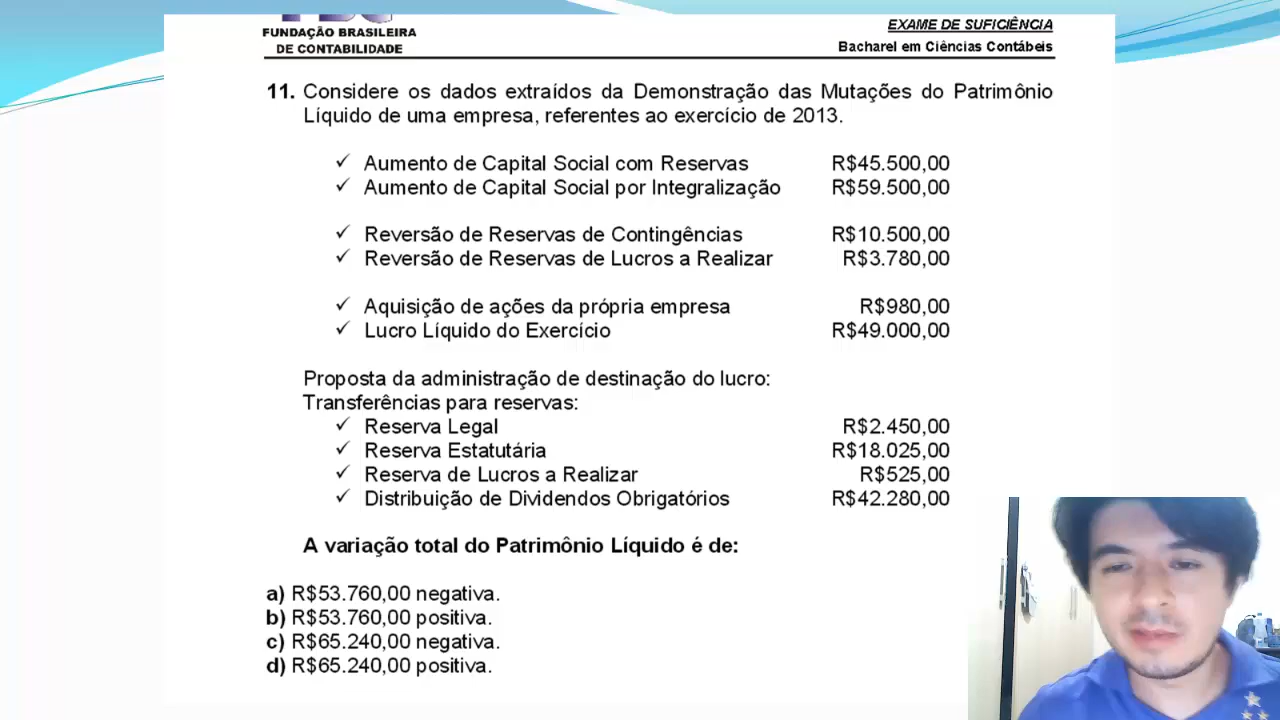 FUNDAÇÃO BRASILEIRA
DE CONTABILIDADE
EXAME DE SUFICIÊNCIA
Bacharel em Ciências Contábeis
11. Considere os dados extraídos da Demonstração das Mutações do Patrimônio
Líquido de uma empresa, referentes ao exercício de 2013.
✓ Aumento de Capital Social com Reservas R$45.500,00
✓ Aumento de Capital Social por Integralização R$59.500,00
✓ Reversão de Reservas de Contingências R$10.500,00
✓ Reversão de Reservas de Lucros a Realizar R$3.780,00
✓ Aquisição de ações da própria empresa R$980,00
✓ Lucro Líquido do Exercício R$49.000,00
Proposta da administração de destinação do lucro:
Transferências para reservas:
✓ Reserva Legal R$2.450,00
✓ Reserva Estatutária R$18.025,00
✓ Reserva de Lucros a Realizar R$525,00
✓ Distribuição de Dividendos Obrigatórios R$42.280,00
A variação total do Patrimônio Líquido é de:
a) R$53.760,00 negativa.
b) R$53.760,00 positiva.
c) R$65.240,00 negativa.
d) R$65.240,00 positiva.